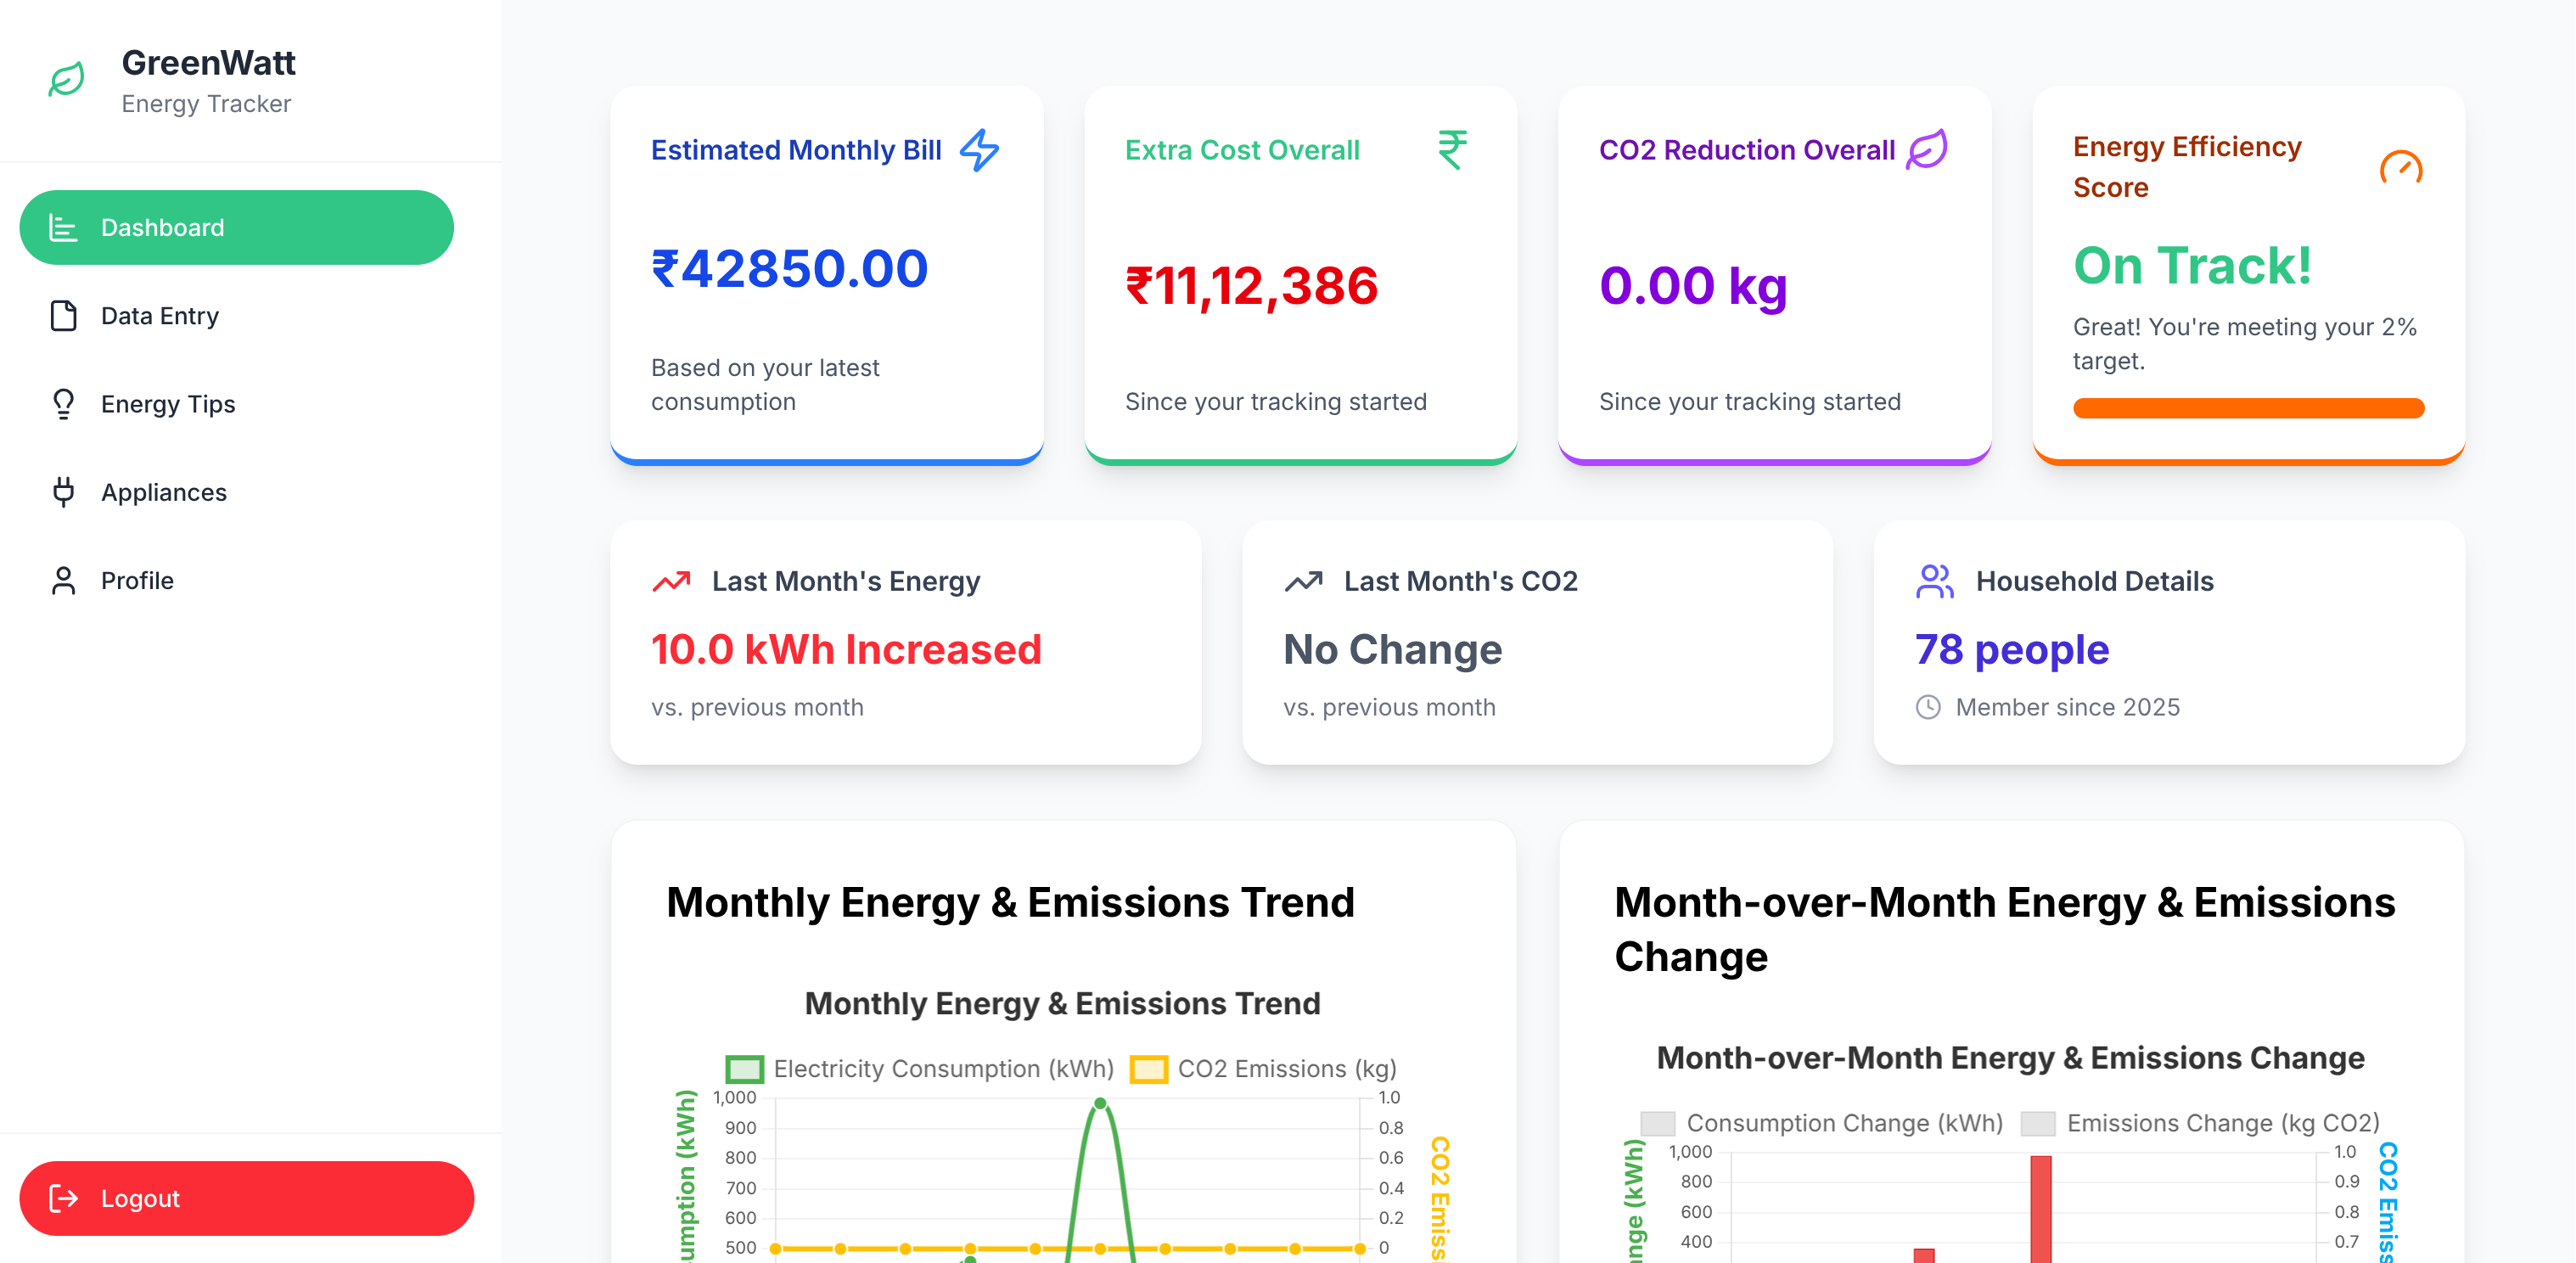 GreenWatt
Energy Tracker
Dashboard
Data Entry
Energy Tips
Appliances
Profile
Logout
Estimated Monthly Bill
₹42850.00
Based on your latest
consumption
Extra Cost Overall
₹
₹11,12,386
Since your tracking started
CO2 Reduction Overall
0.00 kg
Since your tracking started
Energy Efficiency
Score
On Track!
Great! You're meeting your 2%
target.
Last Month's Energy
10.0 kWh Increased
vs. previous month
Last Month's CO2
No Change
vs. previous month
Household Details
78 people
Member since 2025
Monthly Energy & Emissions Trend
Monthly Energy & Emissions Trend
Electricity Consumption (kWh)
CO2 Emissions (kg)
(kWh)
1,000
900
800
700
600
500
1.0
0.8
0.6
0.4
0.2
0
CO2
Month-over-Month Energy & Emissions
Change
Month-over-Month Energy & Emissions Change
Consumption Change (kWh)
Emissions Change (kg CO2)
(kWh)
1,000
800
600
400
1.0
0.9
0.8
0.7
CO2